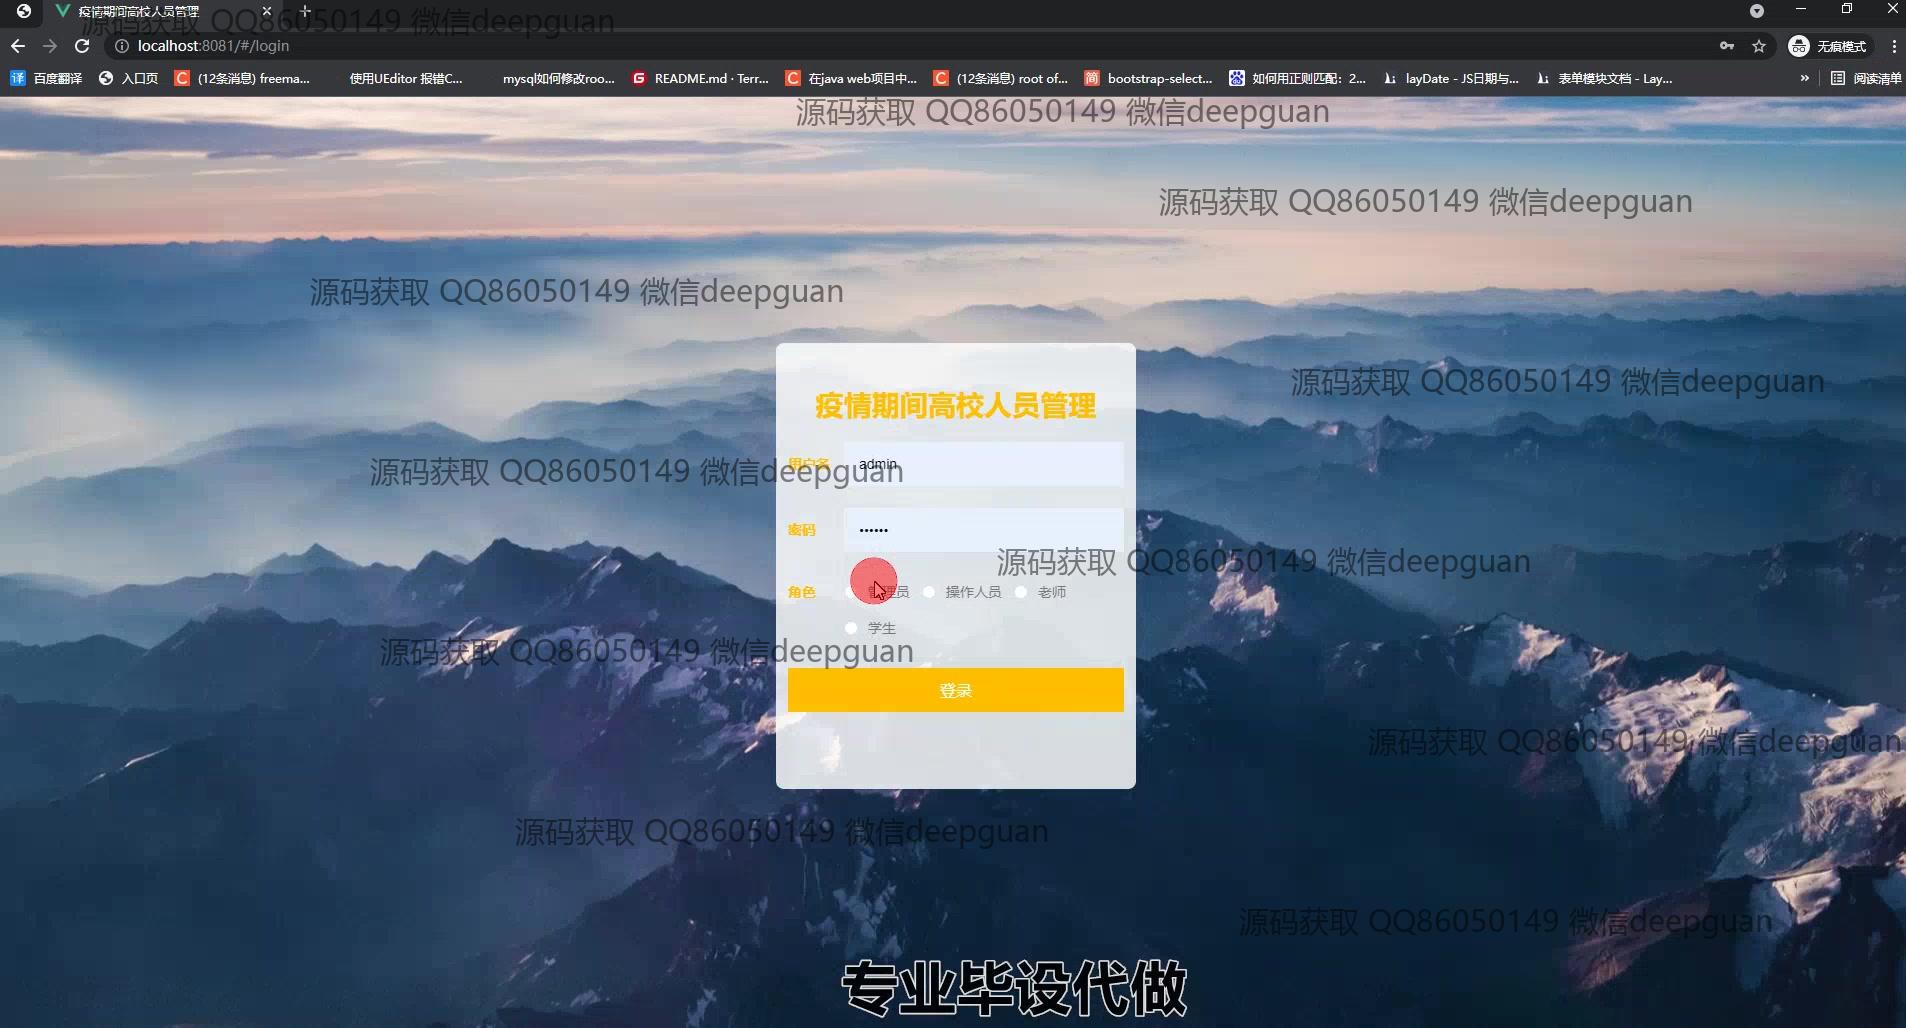 疫情期间高校人员管理
源码获取 QQ86050149 微信deepguan
localhost:8081/#/login
无痕模式
百度翻译
入口页
(12条消息) freema...
使用UEditor 报错C...
mysql如何修改roo...
README.md · Terr...
在java web项目中...
(12条消息) root of...
bootstrap-select...
如何用正则匹配：2...
layDate - JS日期与...
表单模块文档 - Lay...
»
阅读清单
源码获取 QQ86050149 微信deepguan
源码获取 QQ86050149 微信deepguan
源码获取 QQ86050149 微信deepguan
源码获取 QQ86050149 微信deepguan
疫情期间高校人员管理
用户名 admin
源码获取 QQ86050149 微信deepguan
密码 ••••••
源码获取 QQ86050149 微信deepguan
角色 管理员 操作人员 老师
学生
源码获取 QQ86050149 微信deepguan
登录
源码获取 QQ86050149 微信deepguan
源码获取 QQ86050149 微信deepguan
源码获取 QQ86050149 微信deepguan
专业毕设代做